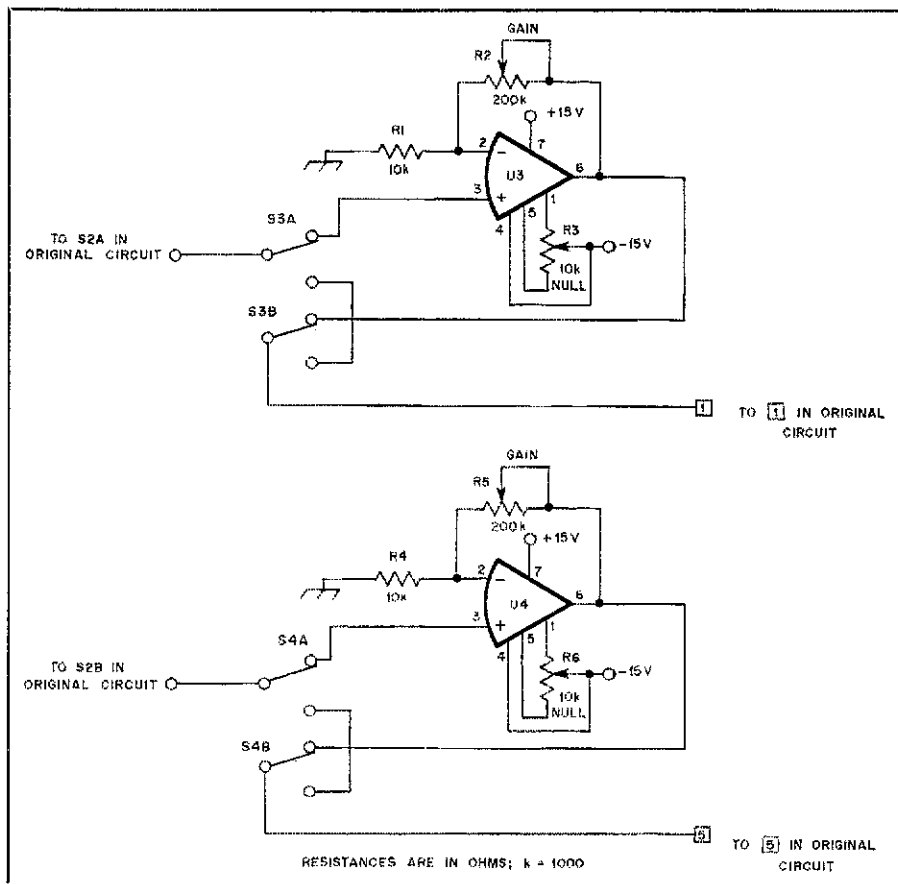 GAIN
R2
200k
+15V
R1
10k
2
−
7
U3
6
3
+
1
5
4
R3
−15V
10k
NULL
S3A
TO S2A IN
ORIGINAL CIRCUIT
S3B
1
TO 1 IN ORIGINAL
CIRCUIT
GAIN
R5
200k
+15V
R4
10k
2
−
7
U4
6
3
+
1
5
4
R6
−15V
10k
NULL
S4A
TO S2B IN
ORIGINAL CIRCUIT
S4B
5
TO 5 IN ORIGINAL
CIRCUIT
RESISTANCES ARE IN OHMS; k = 1000